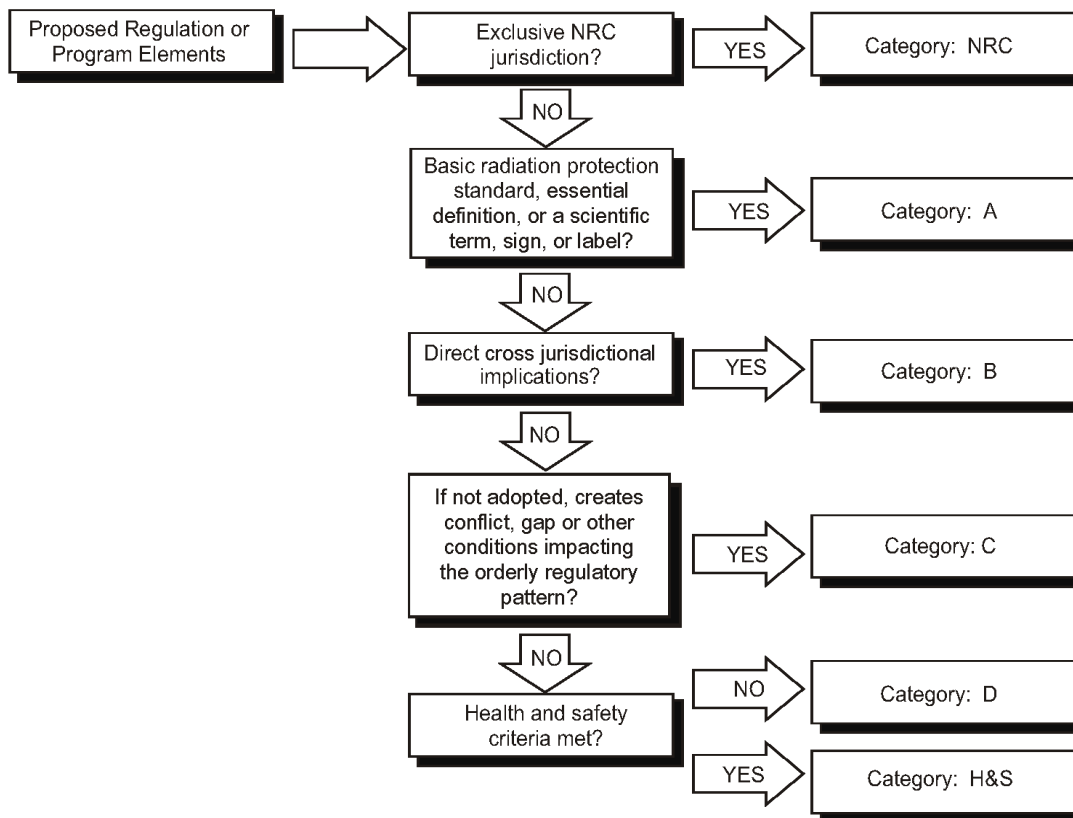 Proposed Regulation or
Program Elements
Exclusive NRC
jurisdiction?
YES
Category: NRC
NO
Basic radiation protection
standard, essential
definition, or a scientific
term, sign, or label?
YES
Category: A
NO
Direct cross jurisdictional
implications?
YES
Category: B
NO
If not adopted, creates
conflict, gap or other
conditions impacting
the orderly regulatory
pattern?
YES
Category: C
NO
Health and safety
criteria met?
NO
Category: D
YES
Category: H&S